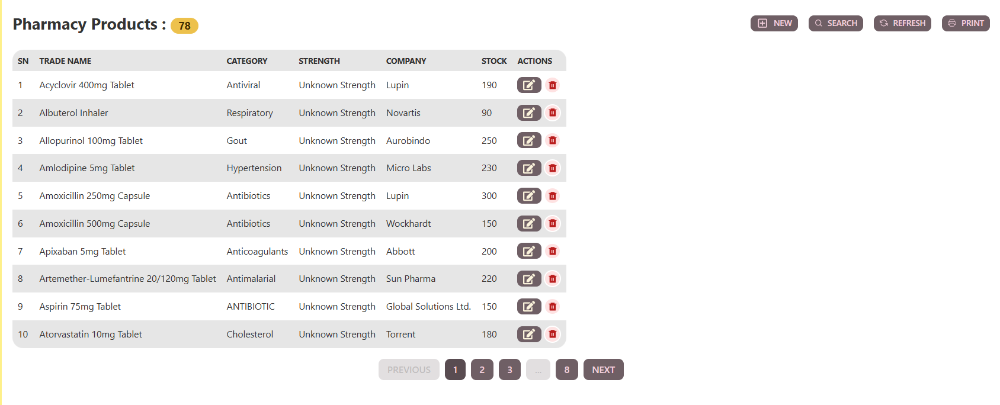 Pharmacy Products : 78
NEW SEARCH REFRESH PRINT
SN TRADE NAME CATEGORY STRENGTH COMPANY STOCK ACTIONS
1 Acyclovir 400mg Tablet Antiviral Unknown Strength Lupin 190
2 Albuterol Inhaler Respiratory Unknown Strength Novartis 90
3 Allopurinol 100mg Tablet Gout Unknown Strength Aurobindo 250
4 Amlodipine 5mg Tablet Hypertension Unknown Strength Micro Labs 230
5 Amoxicillin 250mg Capsule Antibiotics Unknown Strength Lupin 300
6 Amoxicillin 500mg Capsule Antibiotics Unknown Strength Wockhardt 150
7 Apixaban 5mg Tablet Anticoagulants Unknown Strength Abbott 200
8 Artemether-Lumefantrine 20/120mg Tablet Antimalarial Unknown Strength Sun Pharma 220
9 Aspirin 75mg Tablet ANTIBIOTIC Unknown Strength Global Solutions Ltd. 150
10 Atorvastatin 10mg Tablet Cholesterol Unknown Strength Torrent 180
PREVIOUS 1 2 3 ... 8 NEXT